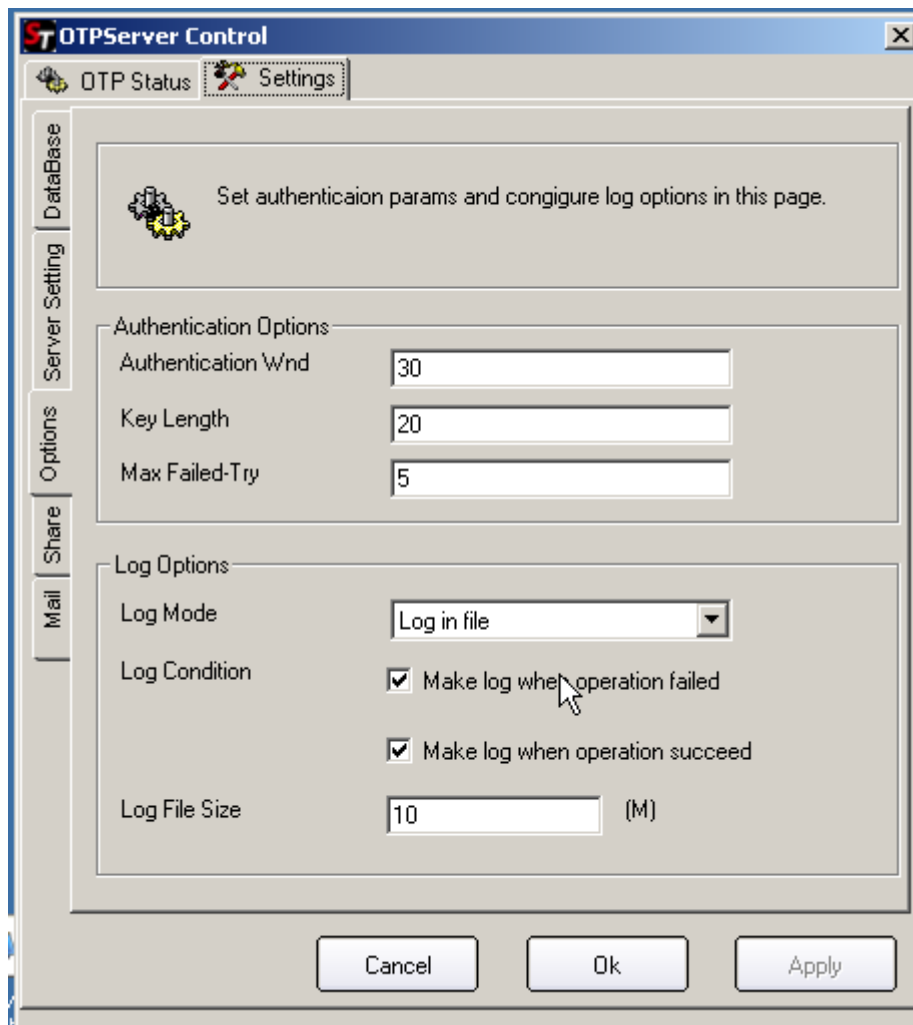 ST OTPServer Control
OTP Status
Settings
DataBase
Server Setting
Options
Share
Mail
Set authenticaion params and congigure log options in this page.
Authentication Options
Authentication Wnd
30
Key Length
20
Max Failed-Try
5
Log Options
Log Mode
Log in file
Log Condition
Make log when operation failed
Make log when operation succeed
Log File Size
10
(M)
Cancel
Ok
Apply